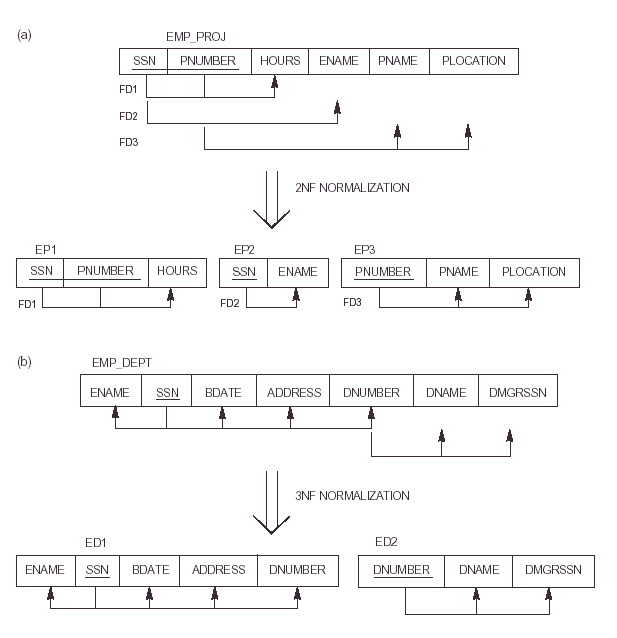 (a)
EMP_PROJ
SSN PNUMBER HOURS ENAME PNAME PLOCATION
FD1
FD2
FD3
2NF NORMALIZATION
EP1 EP2 EP3
SSN PNUMBER HOURS SSN ENAME PNUMBER PNAME PLOCATION
FD1 FD2 FD3
(b)
EMP_DEPT
ENAME SSN BDATE ADDRESS DNUMBER DNAME DMGRSSN
3NF NORMALIZATION
ED1 ED2
ENAME SSN BDATE ADDRESS DNUMBER DNUMBER DNAME DMGRSSN